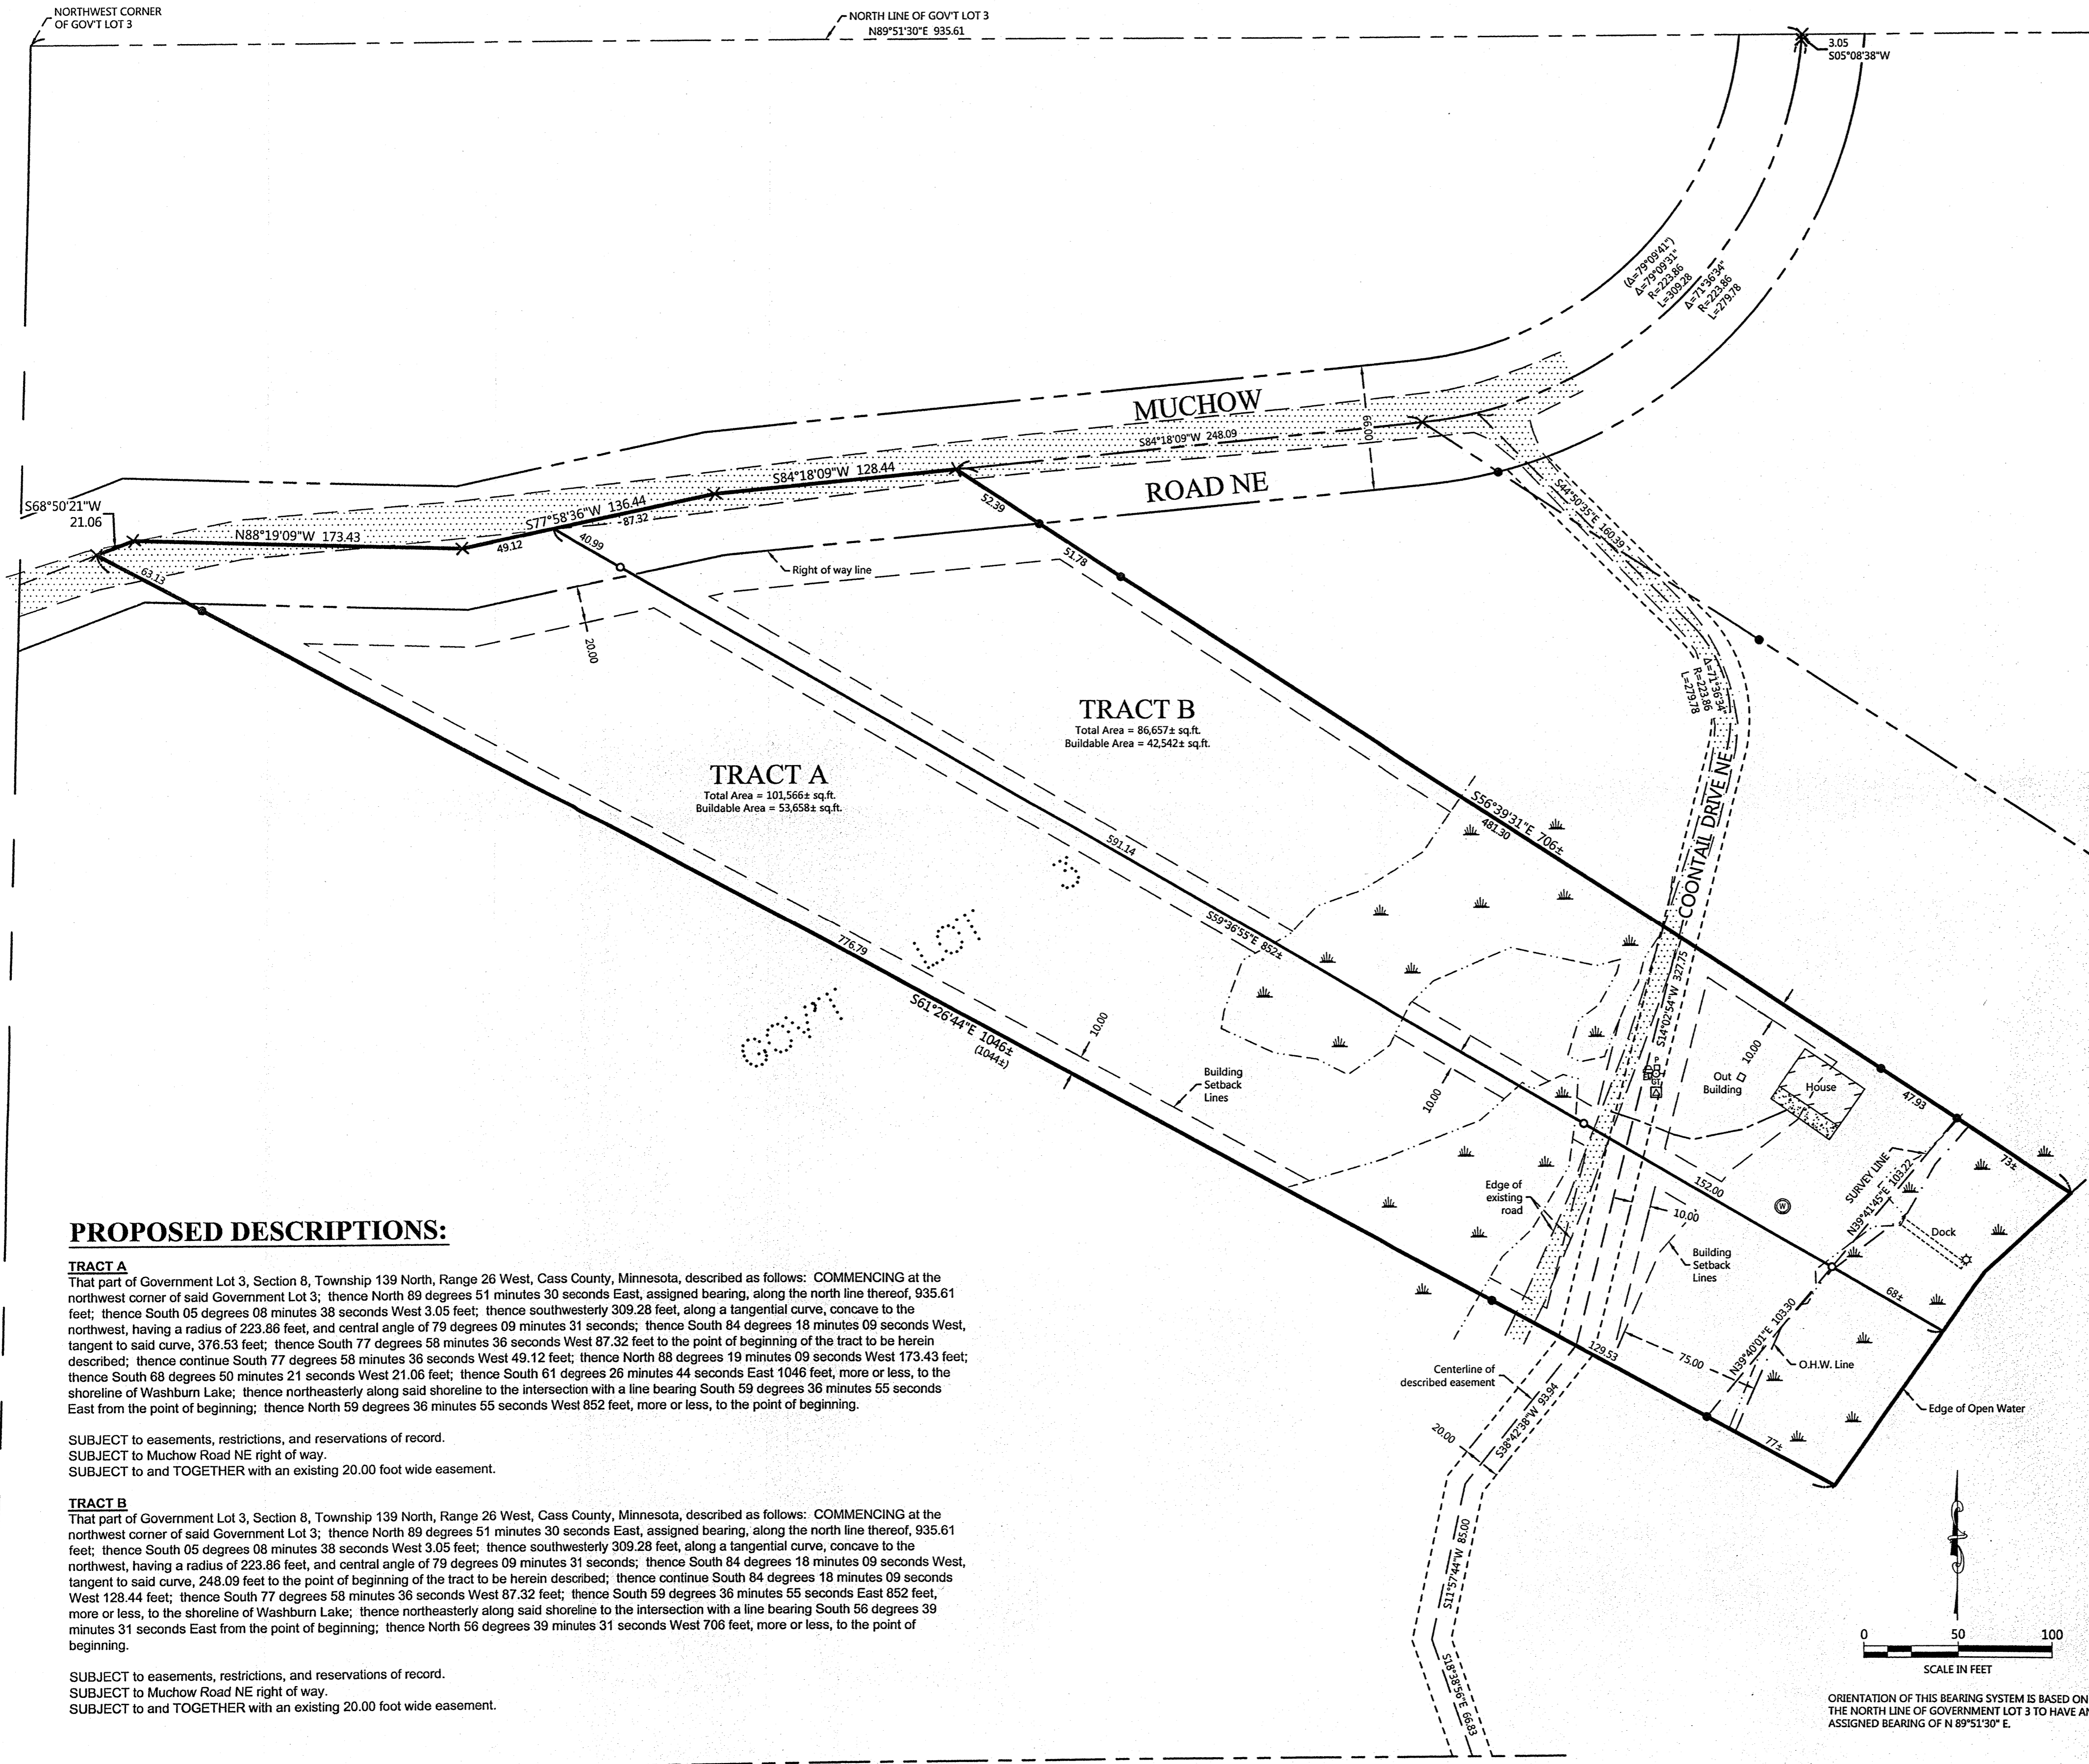 NORTHWEST CORNER
OF GOV'T LOT 3
NORTH LINE OF GOV'T LOT 3
N89°51'30"E 935.61
3.05
S05°08'38"W
(Δ=79°09'41")
Δ=79°09'31"
R=223.86
L=309.28
Δ=71°36'34"
R=223.86
L=279.78
MUCHOW
S84°18'09"W 248.09
66.00
ROAD NE
S84°18'09"W 128.44
S77°58'36"W 136.44
87.32
S68°50'21"W
21.06
N88°19'09"W 173.43
49.12
40.99
52.39
51.78
63.13
Right of way line
20.00
S44°50'35"E 160.39
Δ=71°36'34"
R=223.86
L=279.78
TRACT B
Total Area = 86,657± sq.ft.
Buildable Area = 42,542± sq.ft.
TRACT A
Total Area = 101,566± sq.ft.
Buildable Area = 53,658± sq.ft.
S56°39'31"E 706±
481.30
COONTAIL DRIVE NE
591.14
S59°36'55"E 852±
GOV'T LOT 3
776.79
S61°26'44"E 1046±
(1044±)
10.00
S14°02'54"W 327.75
Building
Setback
Lines
10.00
Out
Building
10.00
House
47.93
73±
SURVEY LINE
N39°41'45"E 103.22
Dock
152.00
W
Edge of
existing
road
10.00
Building
Setback
Lines
68±
N39°40'01"E 103.30
O.H.W. Line
75.00
129.53
Centerline of
described easement
Edge of Open Water
77±
20.00
S38°42'38"W 93.94
S11°57'44"W 85.00
S18°38'56"E 66.83
PROPOSED DESCRIPTIONS:
TRACT A
That part of Government Lot 3, Section 8, Township 139 North, Range 26 West, Cass County, Minnesota, described as follows: COMMENCING at the
northwest corner of said Government Lot 3; thence North 89 degrees 51 minutes 30 seconds East, assigned bearing, along the north line thereof, 935.61
feet; thence South 05 degrees 08 minutes 38 seconds West 3.05 feet; thence southwesterly 309.28 feet, along a tangential curve, concave to the
northwest, having a radius of 223.86 feet, and central angle of 79 degrees 09 minutes 31 seconds; thence South 84 degrees 18 minutes 09 seconds West,
tangent to said curve, 376.53 feet; thence South 77 degrees 58 minutes 36 seconds West 87.32 feet to the point of beginning of the tract to be herein
described; thence continue South 77 degrees 58 minutes 36 seconds West 49.12 feet; thence North 88 degrees 19 minutes 09 seconds West 173.43 feet;
thence South 68 degrees 50 minutes 21 seconds West 21.06 feet; thence South 61 degrees 26 minutes 44 seconds East 1046 feet, more or less, to the
shoreline of Washburn Lake; thence northeasterly along said shoreline to the intersection with a line bearing South 59 degrees 36 minutes 55 seconds
East from the point of beginning; thence North 59 degrees 36 minutes 55 seconds West 852 feet, more or less, to the point of beginning.
SUBJECT to easements, restrictions, and reservations of record.
SUBJECT to Muchow Road NE right of way.
SUBJECT to and TOGETHER with an existing 20.00 foot wide easement.
TRACT B
That part of Government Lot 3, Section 8, Township 139 North, Range 26 West, Cass County, Minnesota, described as follows: COMMENCING at the
northwest corner of said Government Lot 3; thence North 89 degrees 51 minutes 30 seconds East, assigned bearing, along the north line thereof, 935.61
feet; thence South 05 degrees 08 minutes 38 seconds West 3.05 feet; thence southwesterly 309.28 feet, along a tangential curve, concave to the
northwest, having a radius of 223.86 feet, and central angle of 79 degrees 09 minutes 31 seconds; thence South 84 degrees 18 minutes 09 seconds West,
tangent to said curve, 248.09 feet to the point of beginning of the tract to be herein described; thence continue South 84 degrees 18 minutes 09 seconds
West 128.44 feet; thence South 77 degrees 58 minutes 36 seconds West 87.32 feet; thence South 59 degrees 36 minutes 55 seconds East 852 feet,
more or less, to the shoreline of Washburn Lake; thence northeasterly along said shoreline to the intersection with a line bearing South 56 degrees 39
minutes 31 seconds East from the point of beginning; thence North 56 degrees 39 minutes 31 seconds West 706 feet, more or less, to the point of
beginning.
SUBJECT to easements, restrictions, and reservations of record.
SUBJECT to Muchow Road NE right of way.
SUBJECT to and TOGETHER with an existing 20.00 foot wide easement.
0 50 100
SCALE IN FEET
ORIENTATION OF THIS BEARING SYSTEM IS BASED ON
THE NORTH LINE OF GOVERNMENT LOT 3 TO HAVE AN
ASSIGNED BEARING OF N 89°51'30" E.